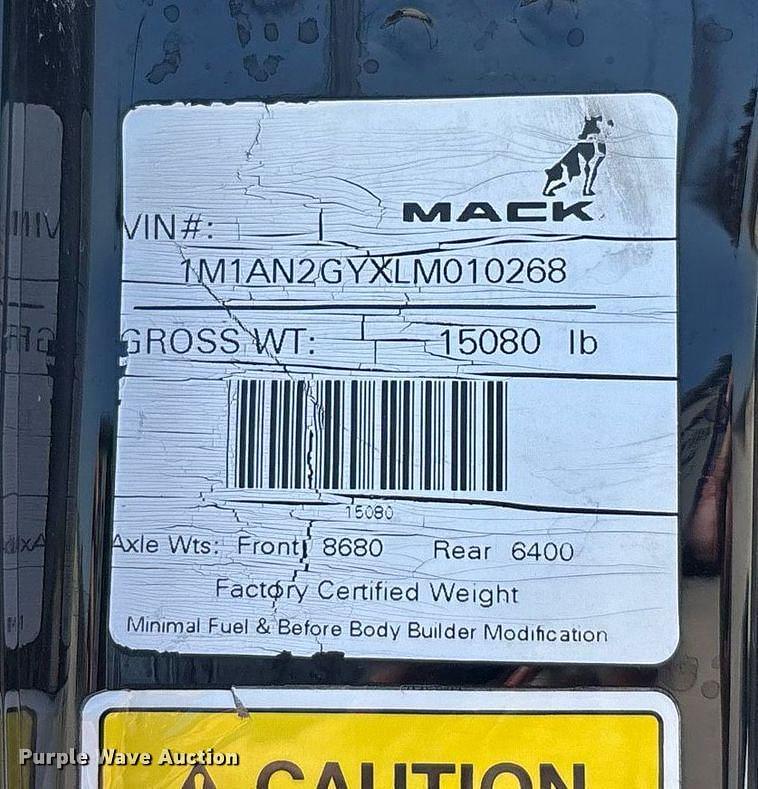 MACK
VIN#:
1M1AN2GYXLM010268
GROSS WT: 15080 lb
15080
Axle Wts: Front 8680 Rear 6400
Factory Certified Weight
Minimal Fuel & Before Body Builder Modification
CAUTION
Purple Wave Auction